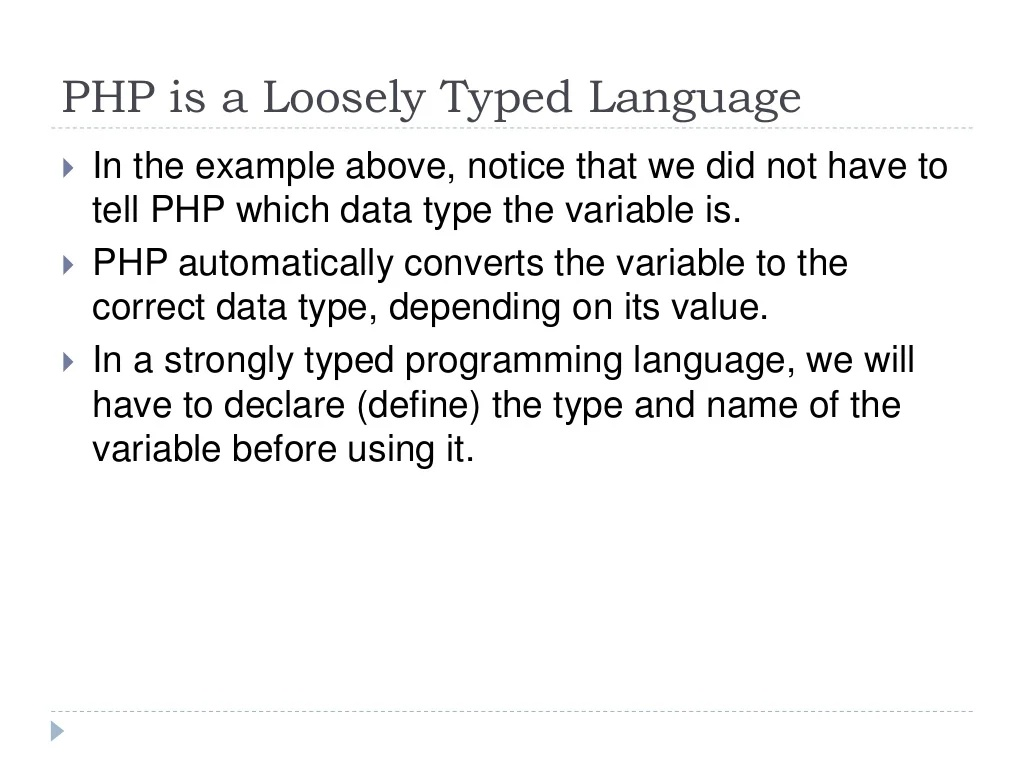 PHP is a Loosely Typed Language
In the example above, notice that we did not have to
tell PHP which data type the variable is.
PHP automatically converts the variable to the
correct data type, depending on its value.
In a strongly typed programming language, we will
have to declare (define) the type and name of the
variable before using it.